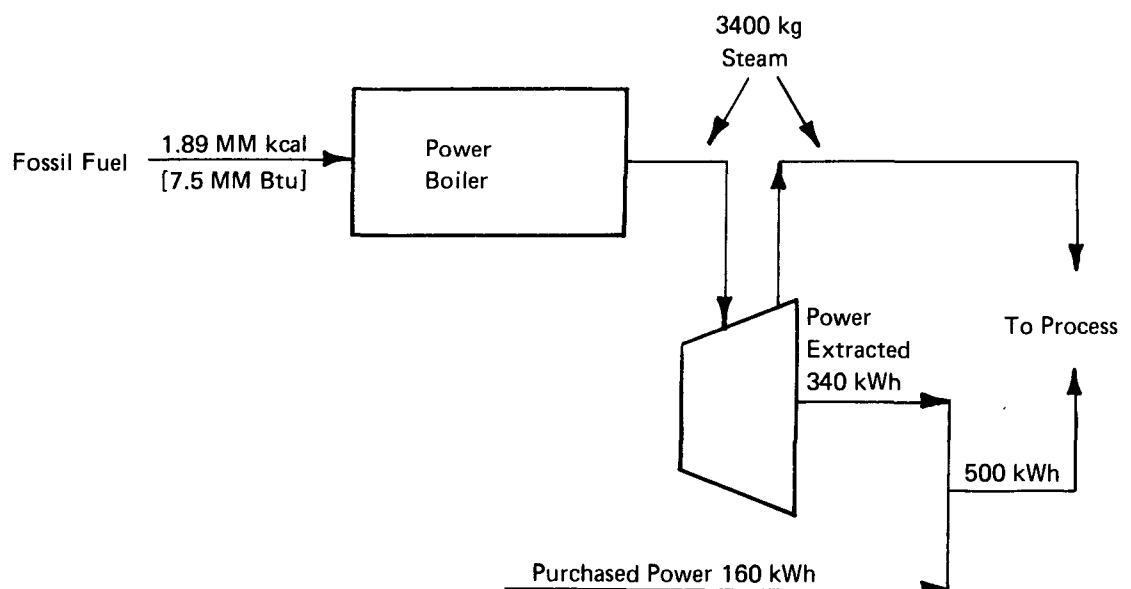 3400 kg
Steam
Fossil Fuel
1.89 MM kcal
[7.5 MM Btu]
Power
Boiler
Power
Extracted
340 kWh
To Process
500 kWh
Purchased Power 160 kWh